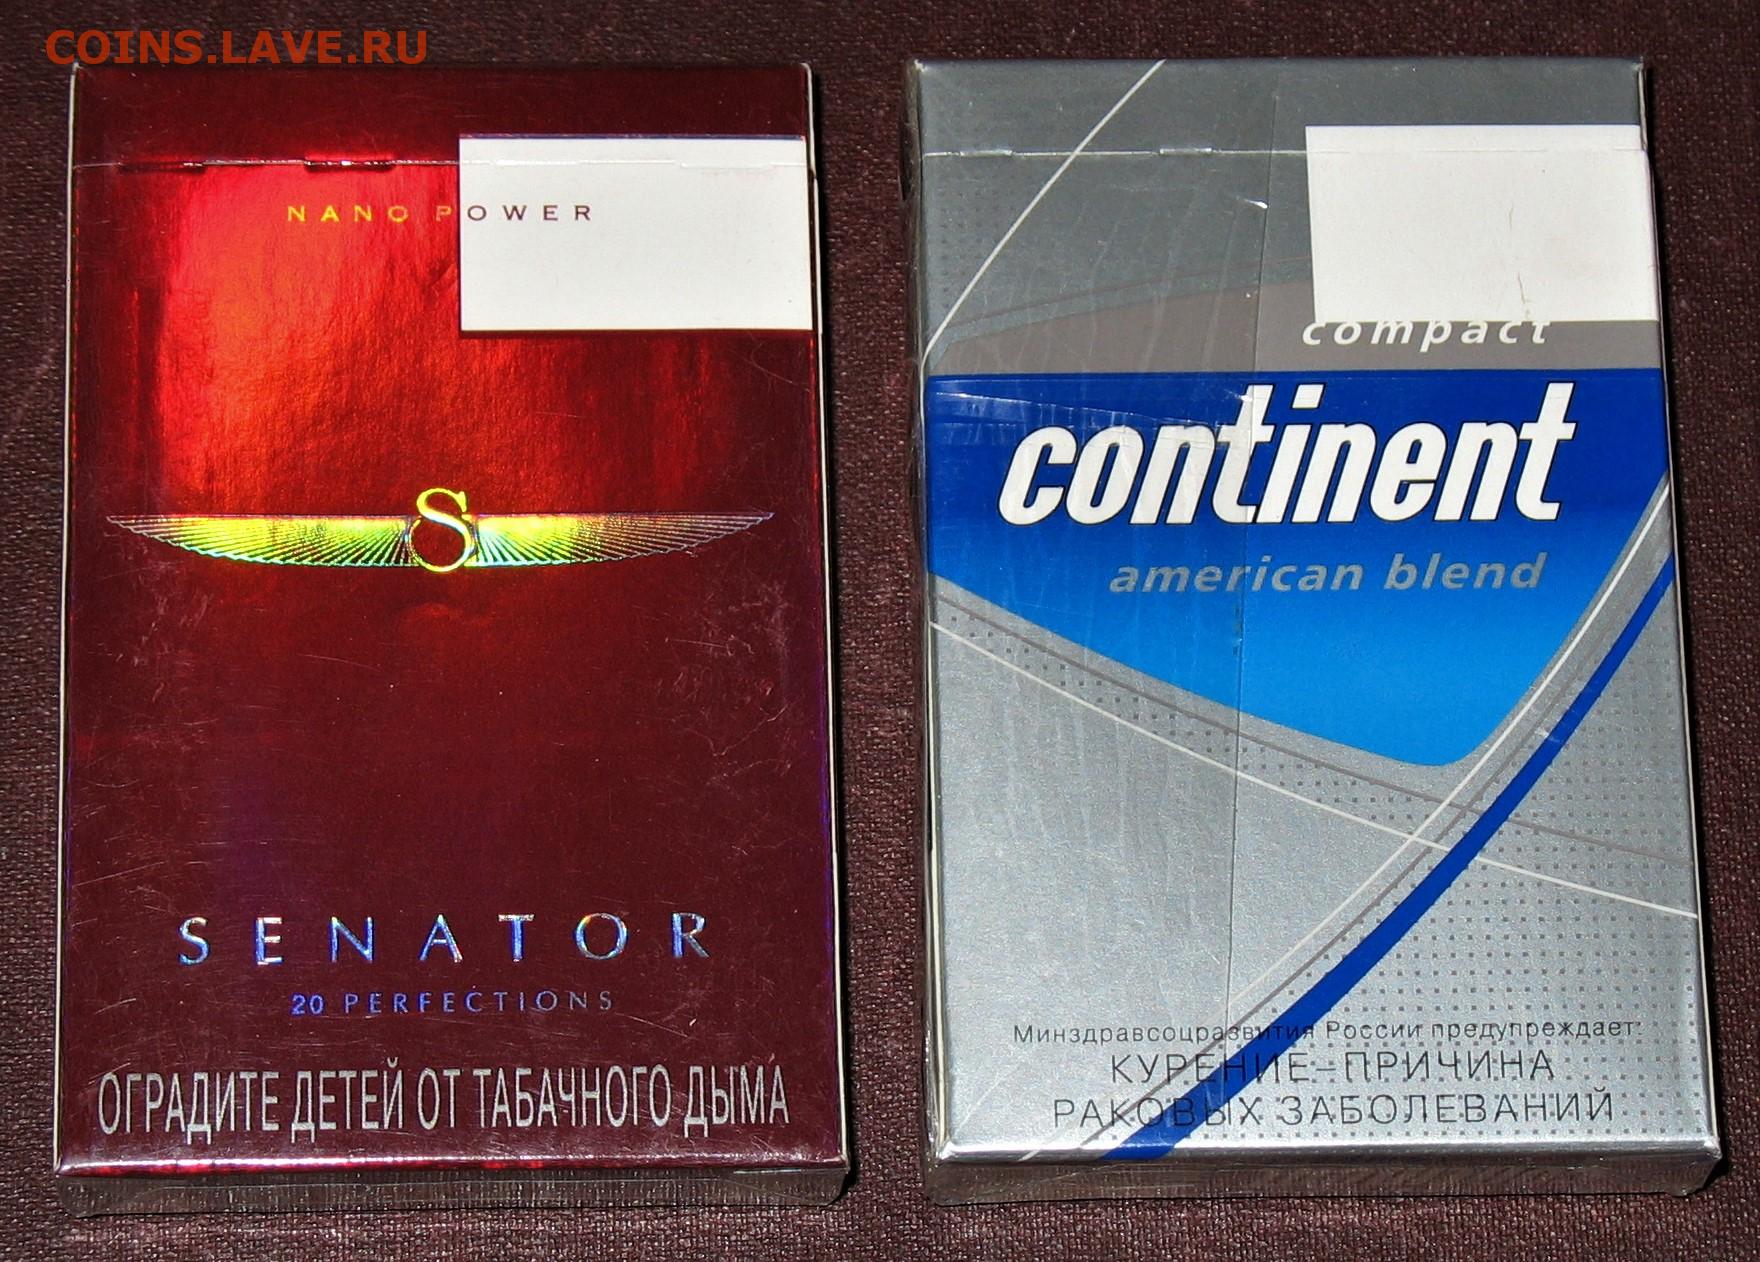 COINS.LAVE.RU
NANO POWER
S
SENATOR
20 PERFECTIONS
ОГРАДИТЕ ДЕТЕЙ ОТ ТАБАЧНОГО ДЫМА
compact
continent
american blend
Минздравсоцразвития России предупреждает:
КУРЕНИЕ–ПРИЧИНА
РАКОВЫХ ЗАБОЛЕВАНИЙ